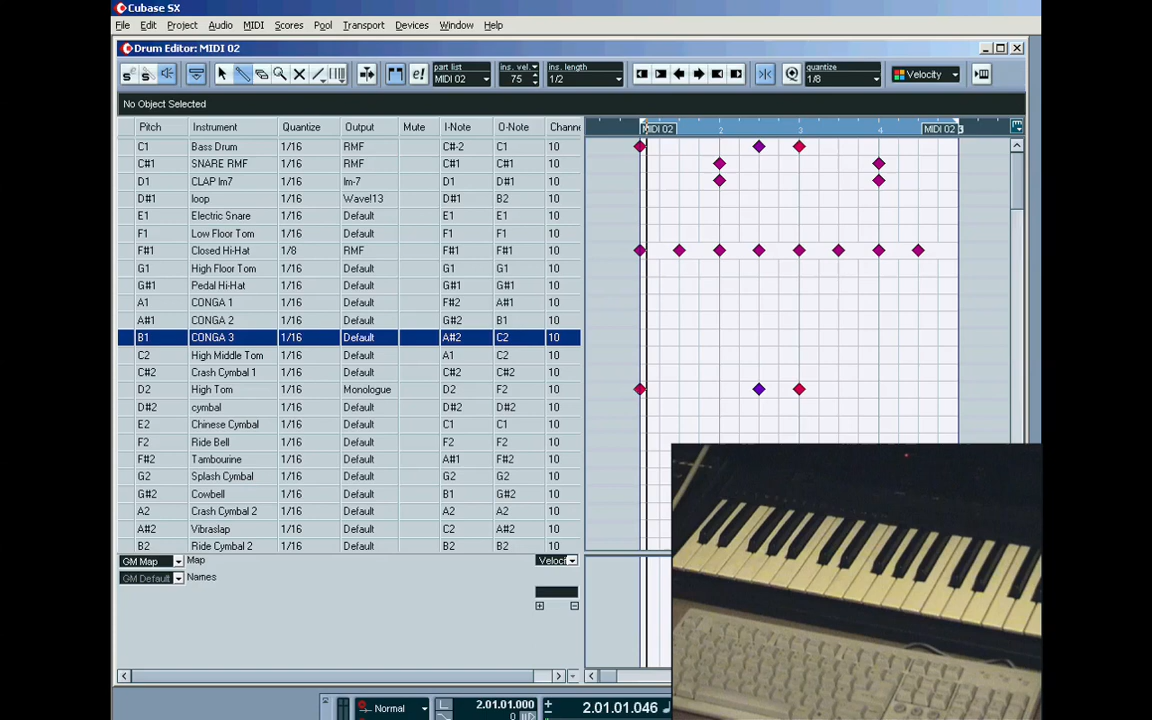 Cubase SX
File Edit Project Audio MIDI Scores Pool Transport Devices Window Help
Drum Editor: MIDI 02
part list ins. vel. ins. length quantize
MIDI 02 75 1/2 1/8 Velocity
No Object Selected
Pitch Instrument Quantize Output Mute I-Note O-Note Channe MIDI 02 2 3 4 MIDI 02
C1 Bass Drum 1/16 RMF C#-2 C1 10
C#1 SNARE RMF 1/16 RMF C#1 C#1 10
D1 CLAP Im7 1/16 Im-7 D1 D#1 10
D#1 loop 1/16 Wavel13 D#1 B2 10
E1 Electric Snare 1/16 Default E1 E1 10
F1 Low Floor Tom 1/16 Default F1 F1 10
F#1 Closed Hi-Hat 1/8 RMF F#1 F#1 10
G1 High Floor Tom 1/16 Default G1 G1 10
G#1 Pedal Hi-Hat 1/16 Default G#1 G#1 10
A1 CONGA 1 1/16 Default F#2 A#1 10
A#1 CONGA 2 1/16 Default G#2 B1 10
B1 CONGA 3 1/16 Default A#2 C2 10
C2 High Middle Tom 1/16 Default A1 C2 10
C#2 Crash Cymbal 1 1/16 Default C#2 C#2 10
D2 High Tom 1/16 Monologue D2 F2 10
D#2 cymbal 1/16 Default D#2 D#2 10
E2 Chinese Cymbal 1/16 Default C1 C1 10
F2 Ride Bell 1/16 Default F2 F2 10
F#2 Tambourine 1/16 Default A#1 F#2 10
G2 Splash Cymbal 1/16 Default G2 G2 10
G#2 Cowbell 1/16 Default B1 G#2 10
A2 Crash Cymbal 2 1/16 Default A2 A2 10
A#2 Vibraslap 1/16 Default C2 A#2 10
B2 Ride Cymbal 2 1/16 Default B2 B2 10
GM Map Map Veloci
GM Default Names
Normal 2.01.01.000 2.01.01.046
0